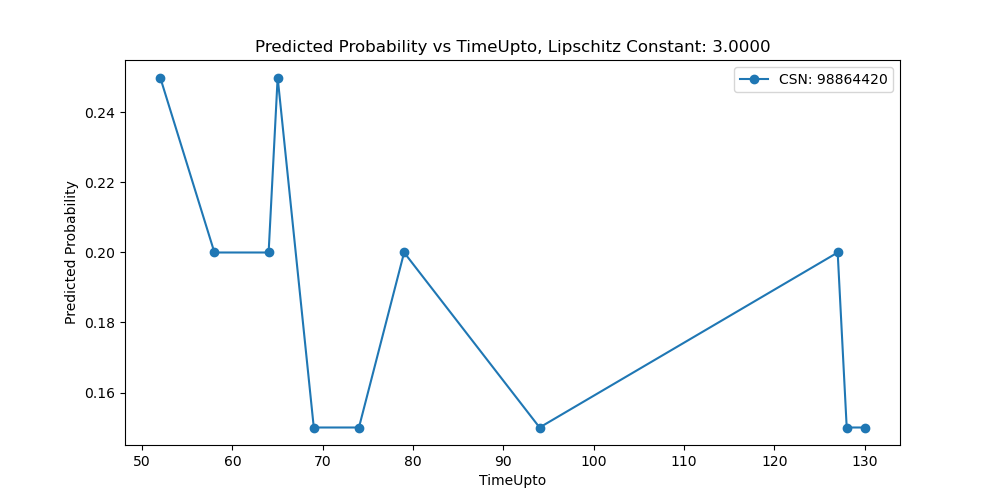 Predicted Probability vs TimeUpto, Lipschitz Constant: 3.0000
CSN: 98864420
Predicted Probability
0.24
0.22
0.20
0.18
0.16
50 60 70 80 90 100 110 120 130
TimeUpto